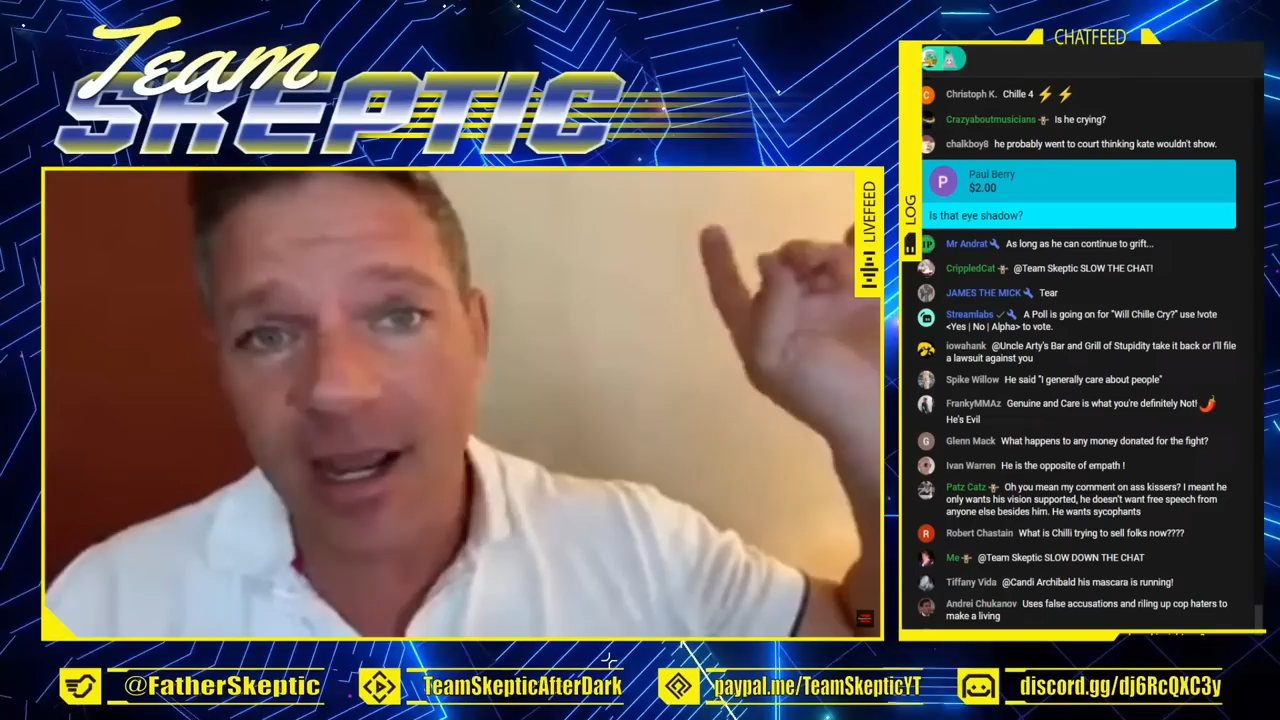 Team
SKEPTIC
LIVEFEED
CHATFEED
LOG
Christoph K. Chille 4
Crazyaboutmusicians Is he crying?
chalkboy8 he probably went to court thinking kate wouldn't show.
P
Paul Berry
$2.00
Is that eye shadow?
Mr Andrat As long as he can continue to grift...
CrippledCat @Team Skeptic SLOW THE CHAT!
JAMES THE MICK Tear
Streamlabs A Poll is going on for "Will Chille Cry?" use !vote
<Yes | No | Alpha> to vote.
iowahank @Uncle Arty's Bar and Grill of Stupidity take it back or I'll file
a lawsuit against you
Spike Willow He said "I generally care about people"
FrankyMMAz Genuine and Care is what you're definitely Not!
He's Evil
G Glenn Mack What happens to any money donated for the fight?
Ivan Warren He is the opposite of empath !
Patz Catz Oh you mean my comment on ass kissers? I meant he
only wants his vision supported, he doesn't want free speech from
anyone else besides him. He wants sycophants
R Robert Chastain What is Chilli trying to sell folks now????
Me @Team Skeptic SLOW DOWN THE CHAT
Tiffany Vida @Candi Archibald his mascara is running!
Andrei Chukanov Uses false accusations and riling up cop haters to
make a living
@FatherSkeptic
TeamSkepticAfterDark
paypal.me/TeamSkepticYT
discord.gg/dj6RcQXC3y